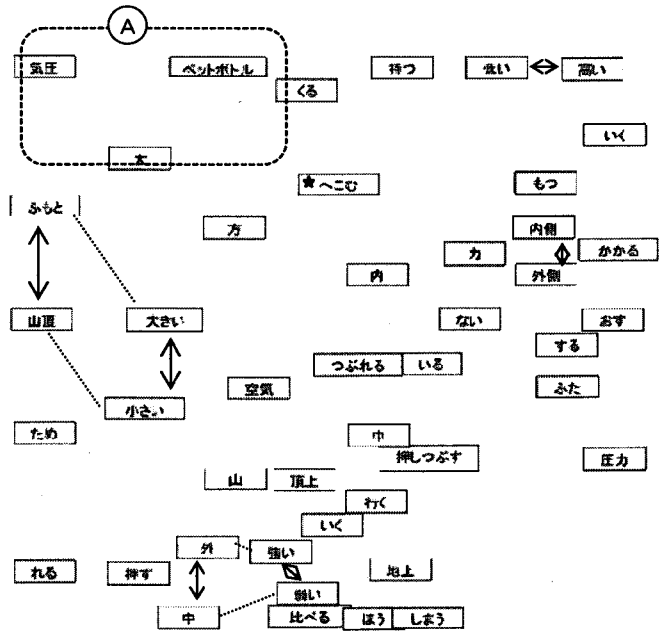 A
気圧
ペットボトル
くる
持つ
低い
高い
いく
★へこむ
もつ
ふもと
方
内側
力
かかる
内
外側
山頂
大きい
ない
おす
する
つぶれる
いる
空気
ふた
小さい
ため
中
押しつぶす
圧力
山
頂上
行く
いく
外
強い
れる
押す
地上
弱い
中
比べる
ほう
しまう